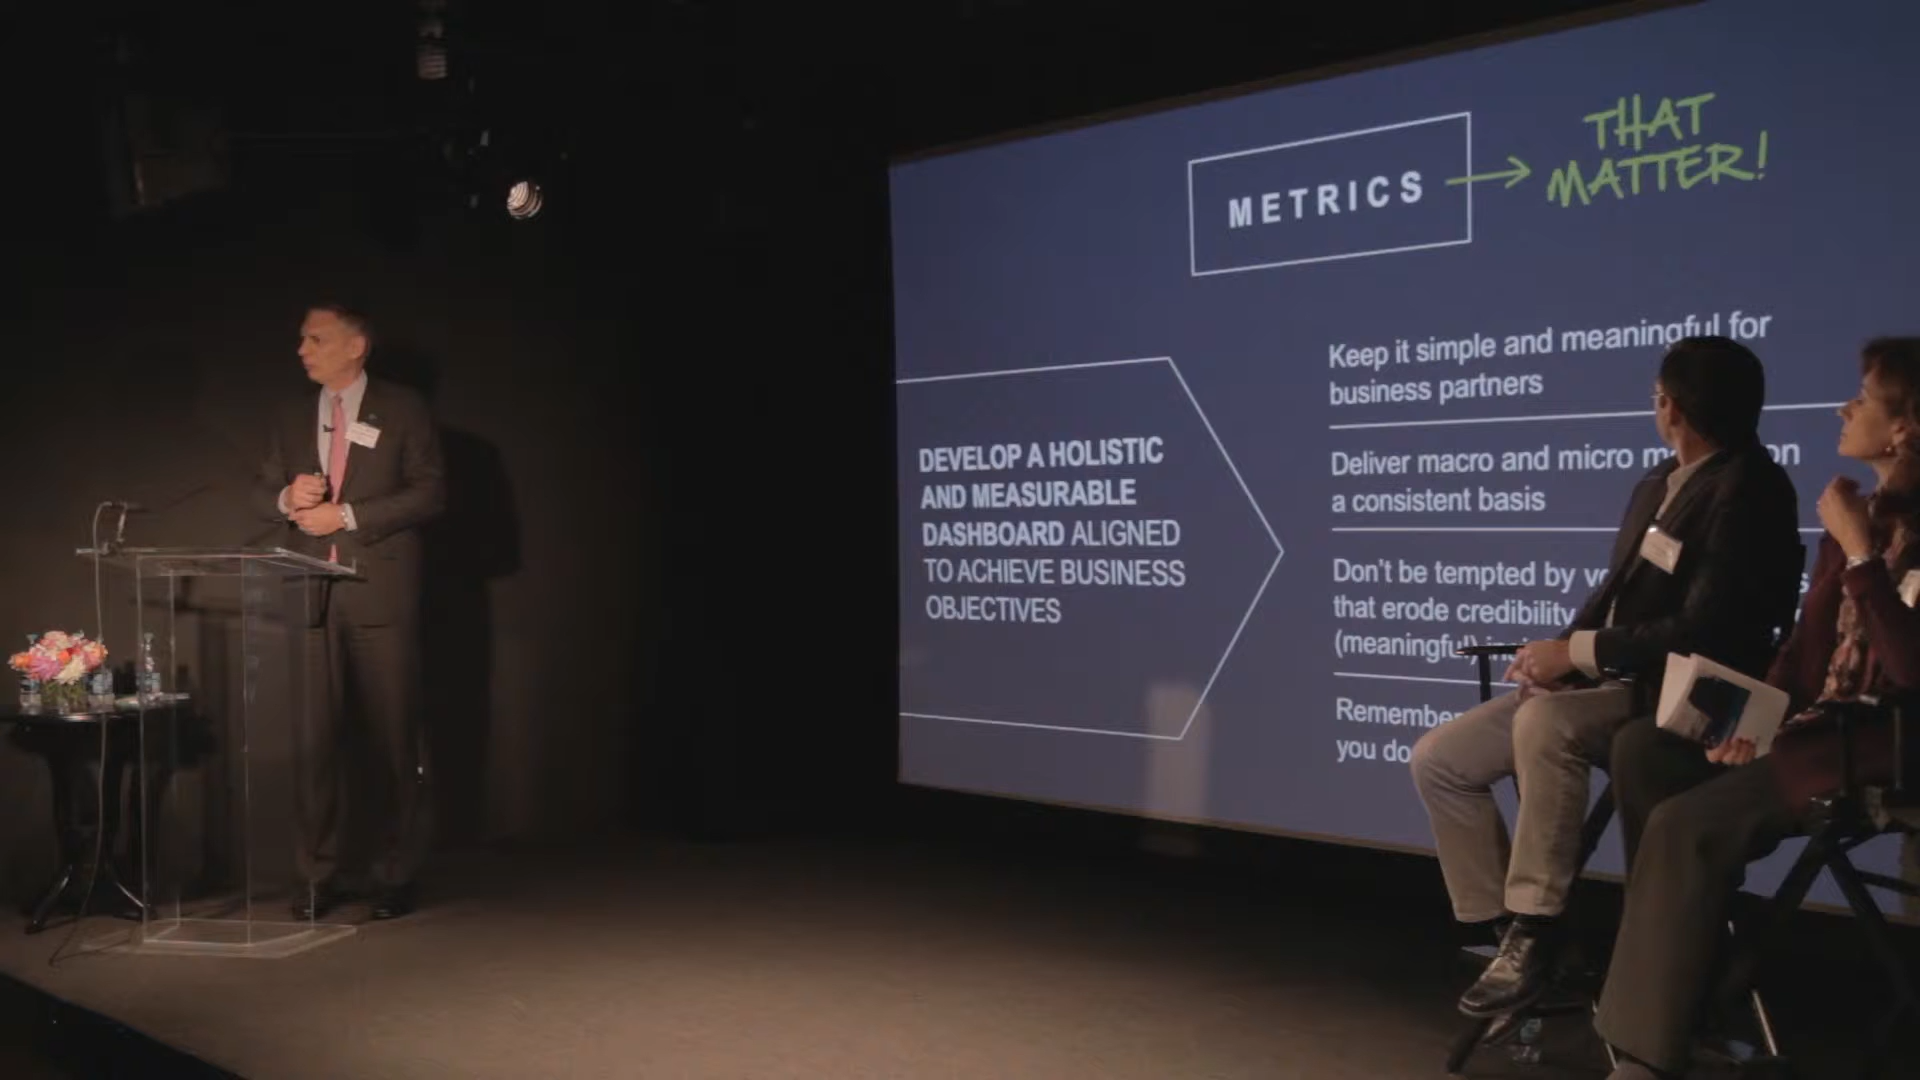 METRICS
THAT
MATTER!
DEVELOP A HOLISTIC
AND MEASURABLE
DASHBOARD ALIGNED
TO ACHIEVE BUSINESS
OBJECTIVES
Keep it simple and meaningful for
business partners
Deliver macro and micro on
a consistent basis
Don't be tempted by
that erode credibility
(meaningful)
Remember
you do